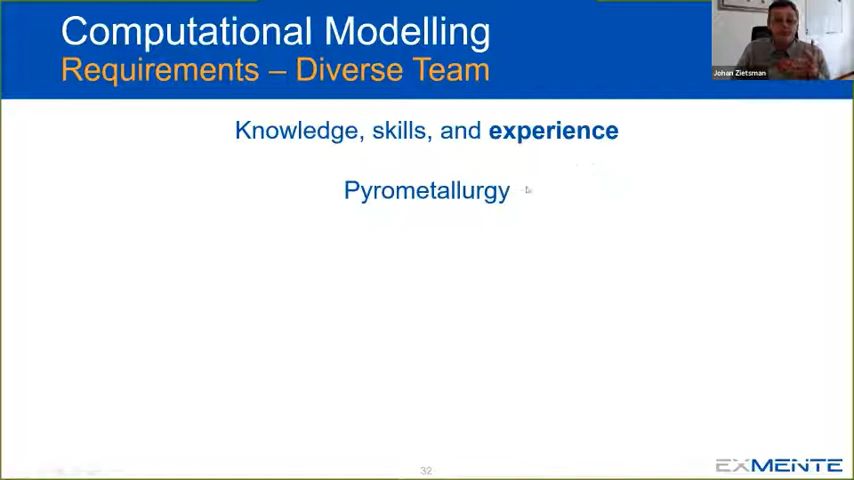 Computational Modelling
Requirements – Diverse Team
Johan Zietsman
Knowledge, skills, and experience
Pyrometallurgy
32
EXMENTE